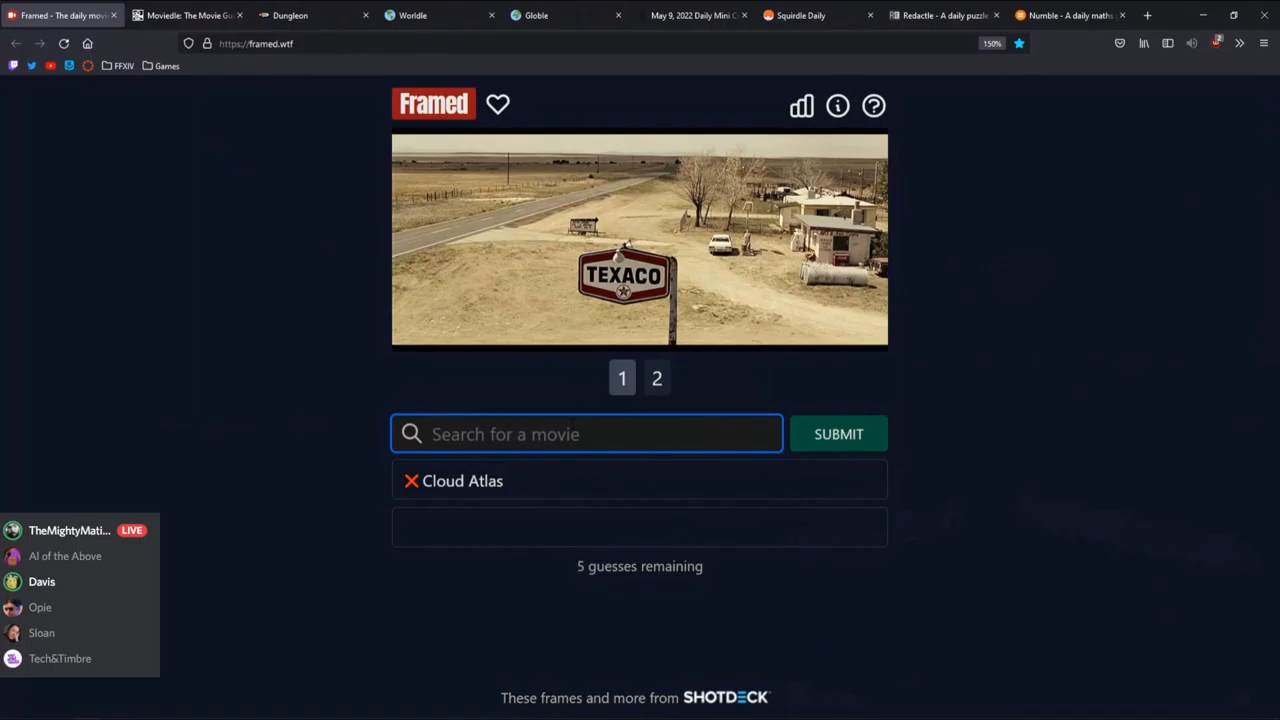 Framed - The daily movi
Moviedle: The Movie Gu
Dungleon
Worldle
Globle
May 9, 2022 Daily Mini C
Squirdle Daily
Redactle - A daily puzzle
Numble - A daily maths
https://framed.wtf
150%
2
FFXIV
Games
Framed
TEXACO
1 2
Search for a movie
SUBMIT
Cloud Atlas
5 guesses remaining
TheMightyMati... LIVE
Al of the Above
Davis
Opie
Sloan
Tech&Timbre
These frames and more from SHOTDECK